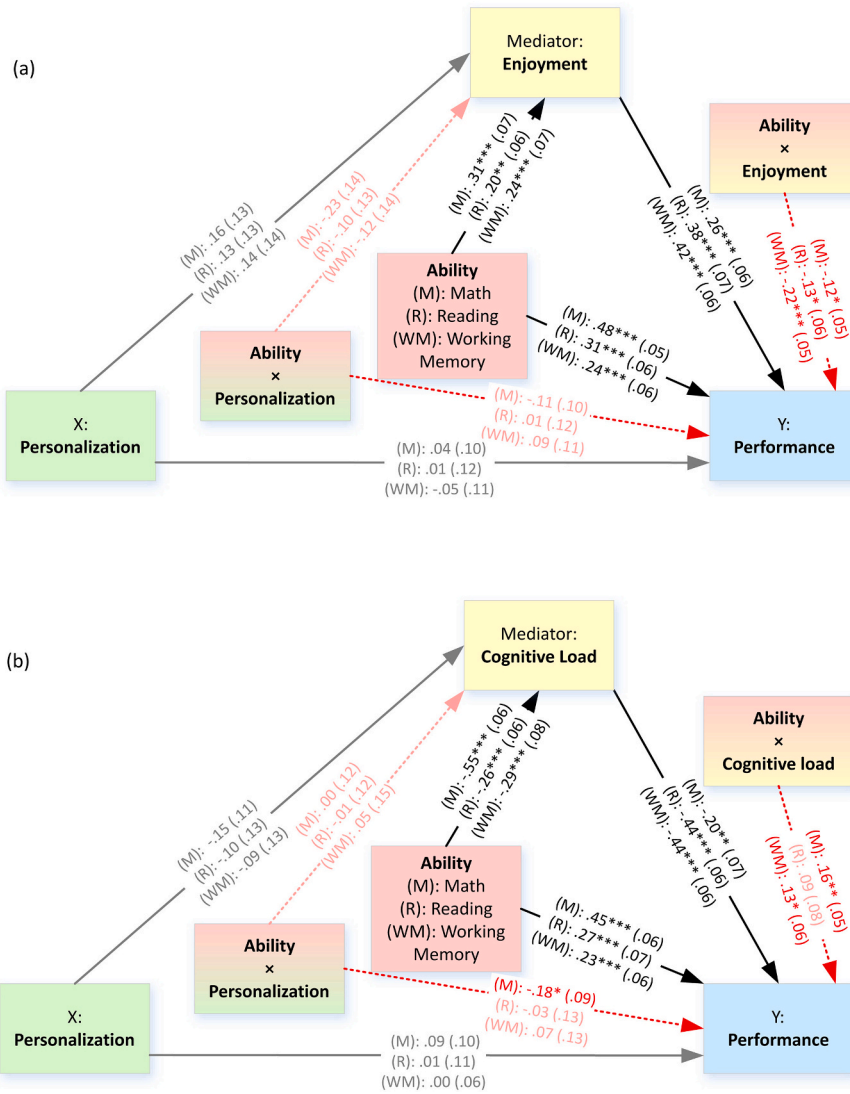 (a)
Mediator:
Enjoyment
Ability
×
Enjoyment
(M): .16 (.13)
(R): .13 (.13)
(WM): .14 (.14)
(M): -.23 (.14)
(R): -.10 (.13)
(WM): -.12 (.14)
(M): .31*** (.07)
(R): .20** (.06)
(WM): .24*** (.07)
(M): .26*** (.06)
(R): .38*** (.07)
(WM): .42*** (.06)
(M): -.12* (.05)
(R): -.13* (.06)
(WM): -.22*** (.05)
Ability
(M): Math
(R): Reading
(WM): Working
Memory
(M): .48*** (.05)
(R): .31*** (.06)
(WM): .24*** (.06)
Ability
×
Personalization
(M): -.11 (.10)
(R): .01 (.12)
(WM): .09 (.11)
X:
Personalization
(M): .04 (.10)
(R): .01 (.12)
(WM): -.05 (.11)
Y:
Performance
(b)
Mediator:
Cognitive Load
Ability
×
Cognitive load
(M): -.15 (.11)
(R): -.10 (.13)
(WM): -.09 (.13)
(M): .00 (.12)
(R): -.01 (.12)
(WM): .05 (.15)
(M): -.55*** (.06)
(R): -.26*** (.06)
(WM): -.29*** (.08)
(M): -.20** (.07)
(R): -.44*** (.06)
(WM): -.44*** (.06)
(M): .16** (.05)
(R): .09 (.08)
(WM): .13* (.06)
Ability
(M): Math
(R): Reading
(WM): Working
Memory
(M): .45*** (.06)
(R): .27*** (.07)
(WM): .23*** (.06)
Ability
×
Personalization
(M): -.18* (.09)
(R): -.03 (.13)
(WM): .07 (.13)
X:
Personalization
(M): .09 (.10)
(R): .01 (.11)
(WM): .00 (.06)
Y:
Performance